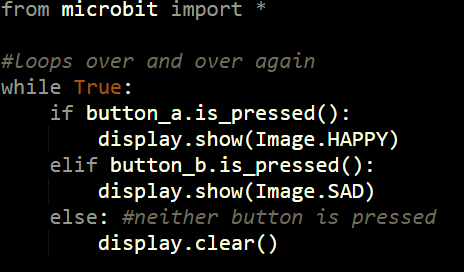 from microbit import *

#loops over and over again
while True:
    if button_a.is_pressed():
        display.show(Image.HAPPY)
    elif button_b.is_pressed():
        display.show(Image.SAD)
    else: #neither button is pressed
        display.clear()